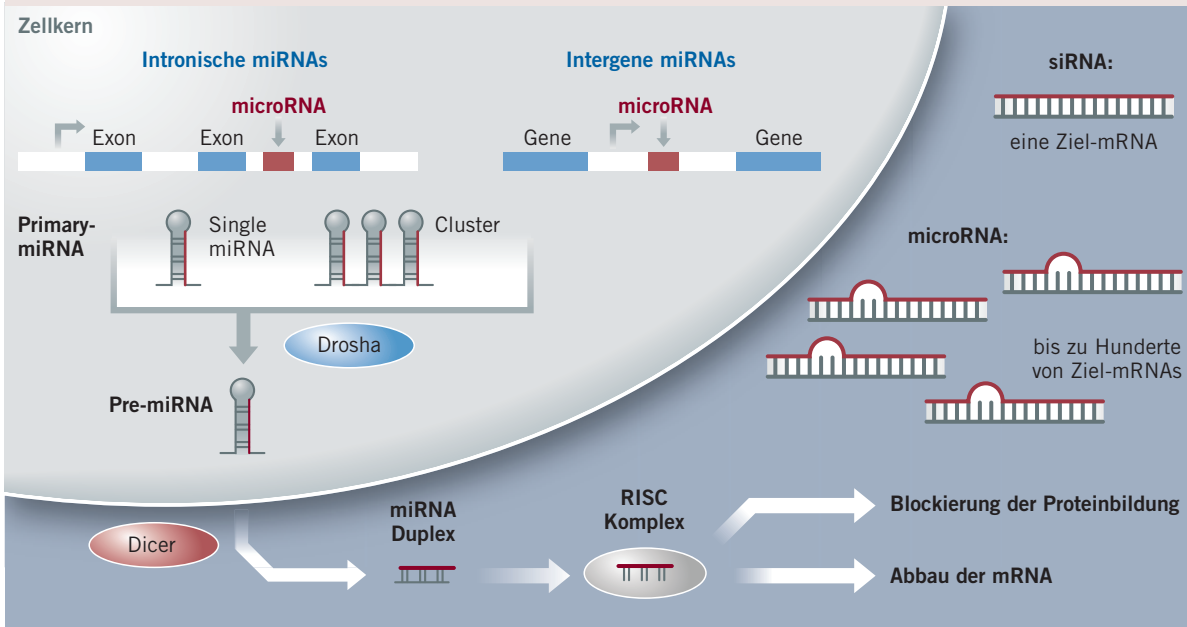 Zellkern
Intronische miRNAs
microRNA
Exon
Exon
Exon
Intergene miRNAs
microRNA
Gene
Gene
Primary-
miRNA
Single
miRNA
Cluster
Drosha
Pre-miRNA
siRNA:
eine Ziel-mRNA
microRNA:
bis zu Hunderte
von Ziel-mRNAs
Dicer
miRNA
Duplex
RISC
Komplex
Blockierung der Proteinbildung
Abbau der mRNA